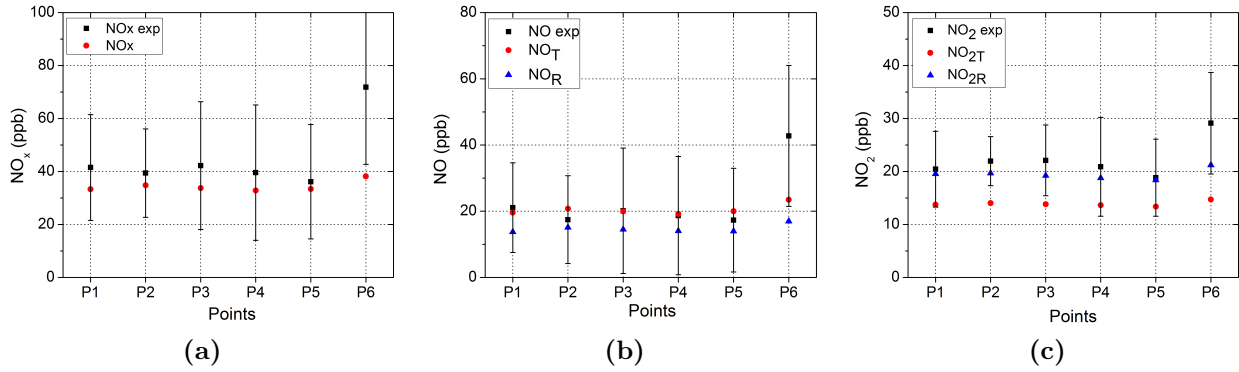 100
80
60
40
20
0
NOx (ppb)
NOx exp
NOx
P1 P2 P3 P4 P5 P6
Points
(a)
80
60
40
20
0
NO (ppb)
NO exp
NOT
NOR
P1 P2 P3 P4 P5 P6
Points
(b)
50
40
30
20
10
0
NO2 (ppb)
NO2 exp
NO2T
NO2R
P1 P2 P3 P4 P5 P6
Points
(c)